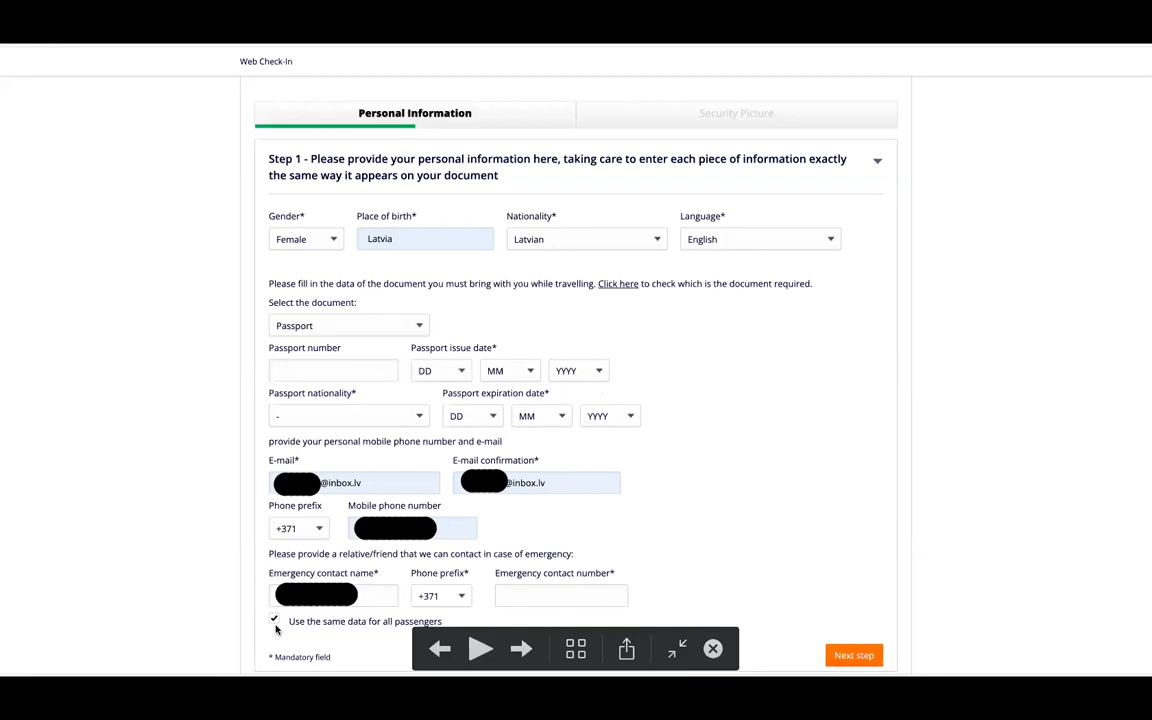 Web Check-In
Personal Information
Security Picture
Step 1 - Please provide your personal information here, taking care to enter each piece of information exactly
the same way it appears on your document
Gender* Place of birth* Nationality* Language*
Female Latvia Latvian English
Please fill in the data of the document you must bring with you while travelling. Click here to check which is the document required.
Select the document:
Passport
Passport number Passport issue date*
DD MM YYYY
Passport nationality* Passport expiration date*
- DD MM YYYY
provide your personal mobile phone number and e-mail
E-mail* E-mail confirmation*
@inbox.lv @inbox.lv
Phone prefix Mobile phone number
+371
Please provide a relative/friend that we can contact in case of emergency:
Emergency contact name* Phone prefix* Emergency contact number*
+371
Use the same data for all passengers
* Mandatory field
Next step